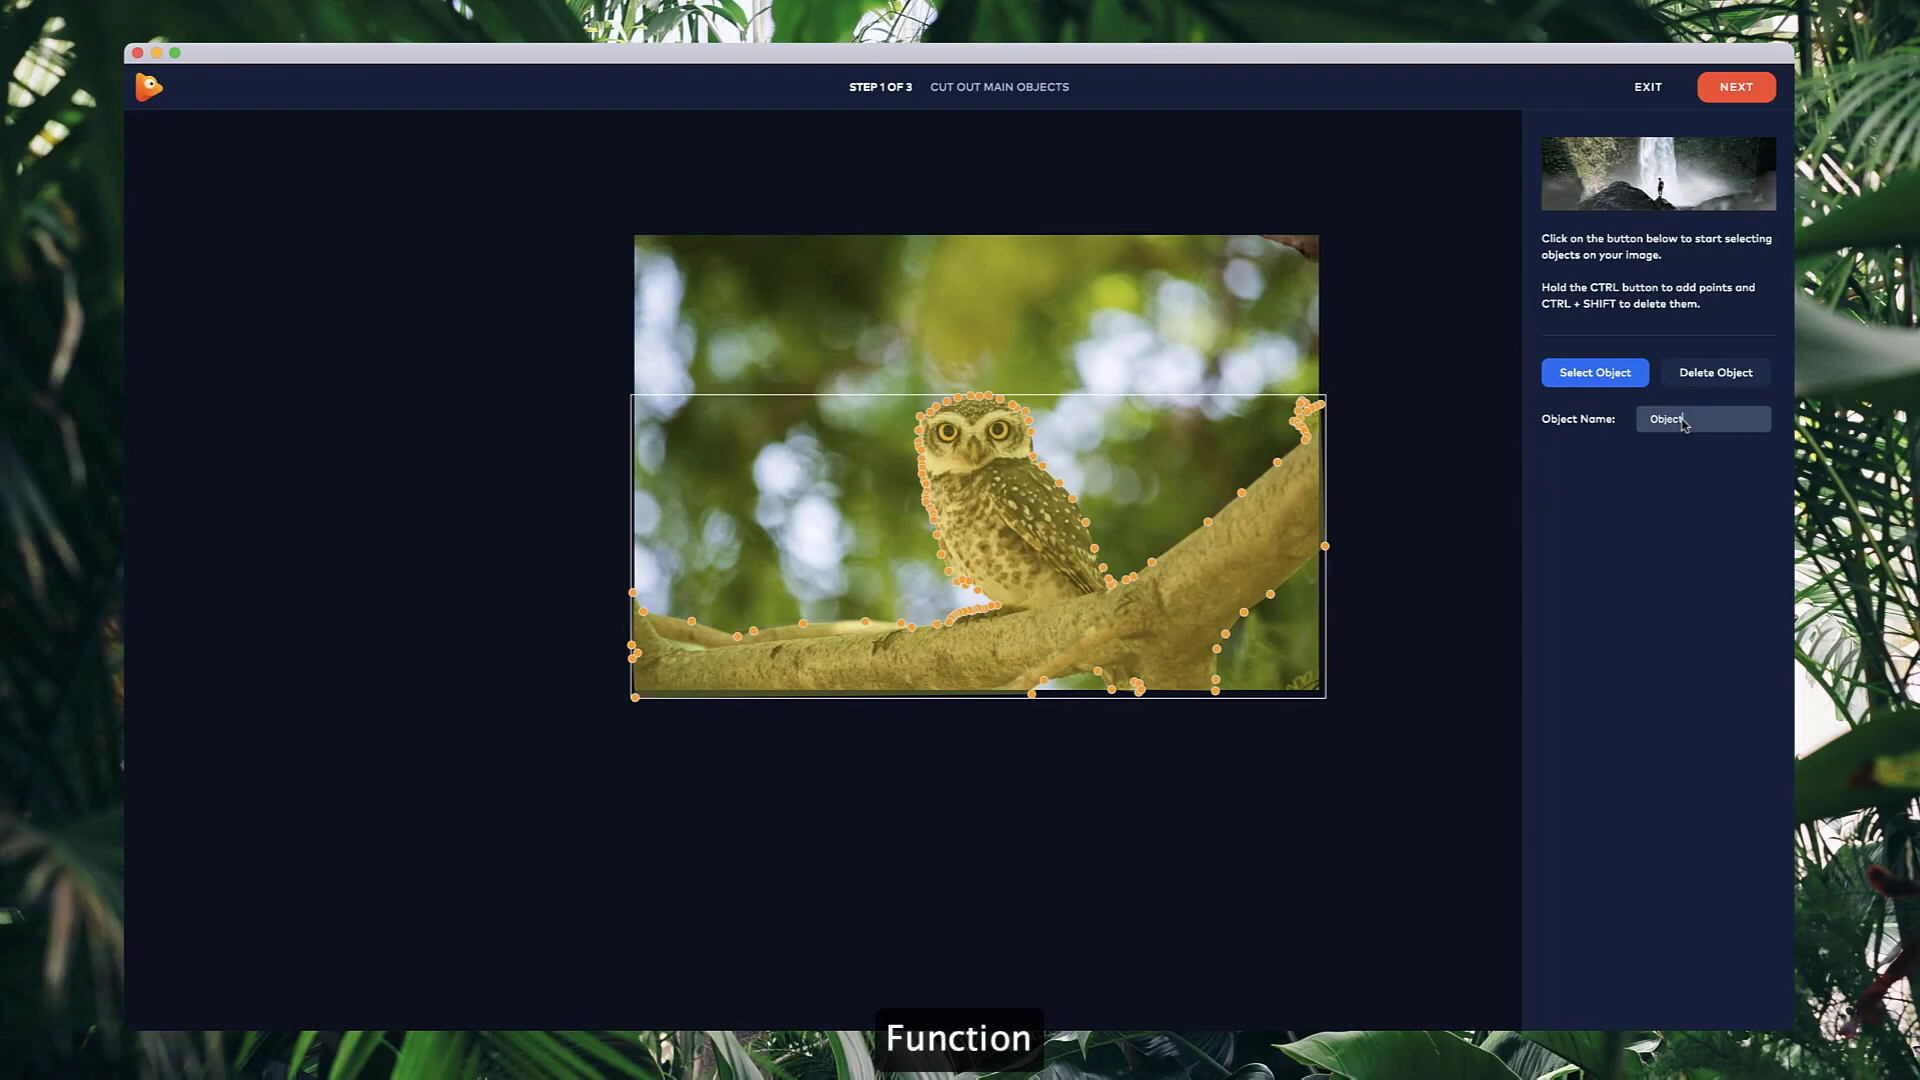 STEP 1 OF 3 CUT OUT MAIN OBJECTS
EXIT
NEXT
Click on the button below to start selecting
objects on your image.
Hold the CTRL button to add points and
CTRL + SHIFT to delete them.
Select Object
Delete Object
Object Name:
Object
Function